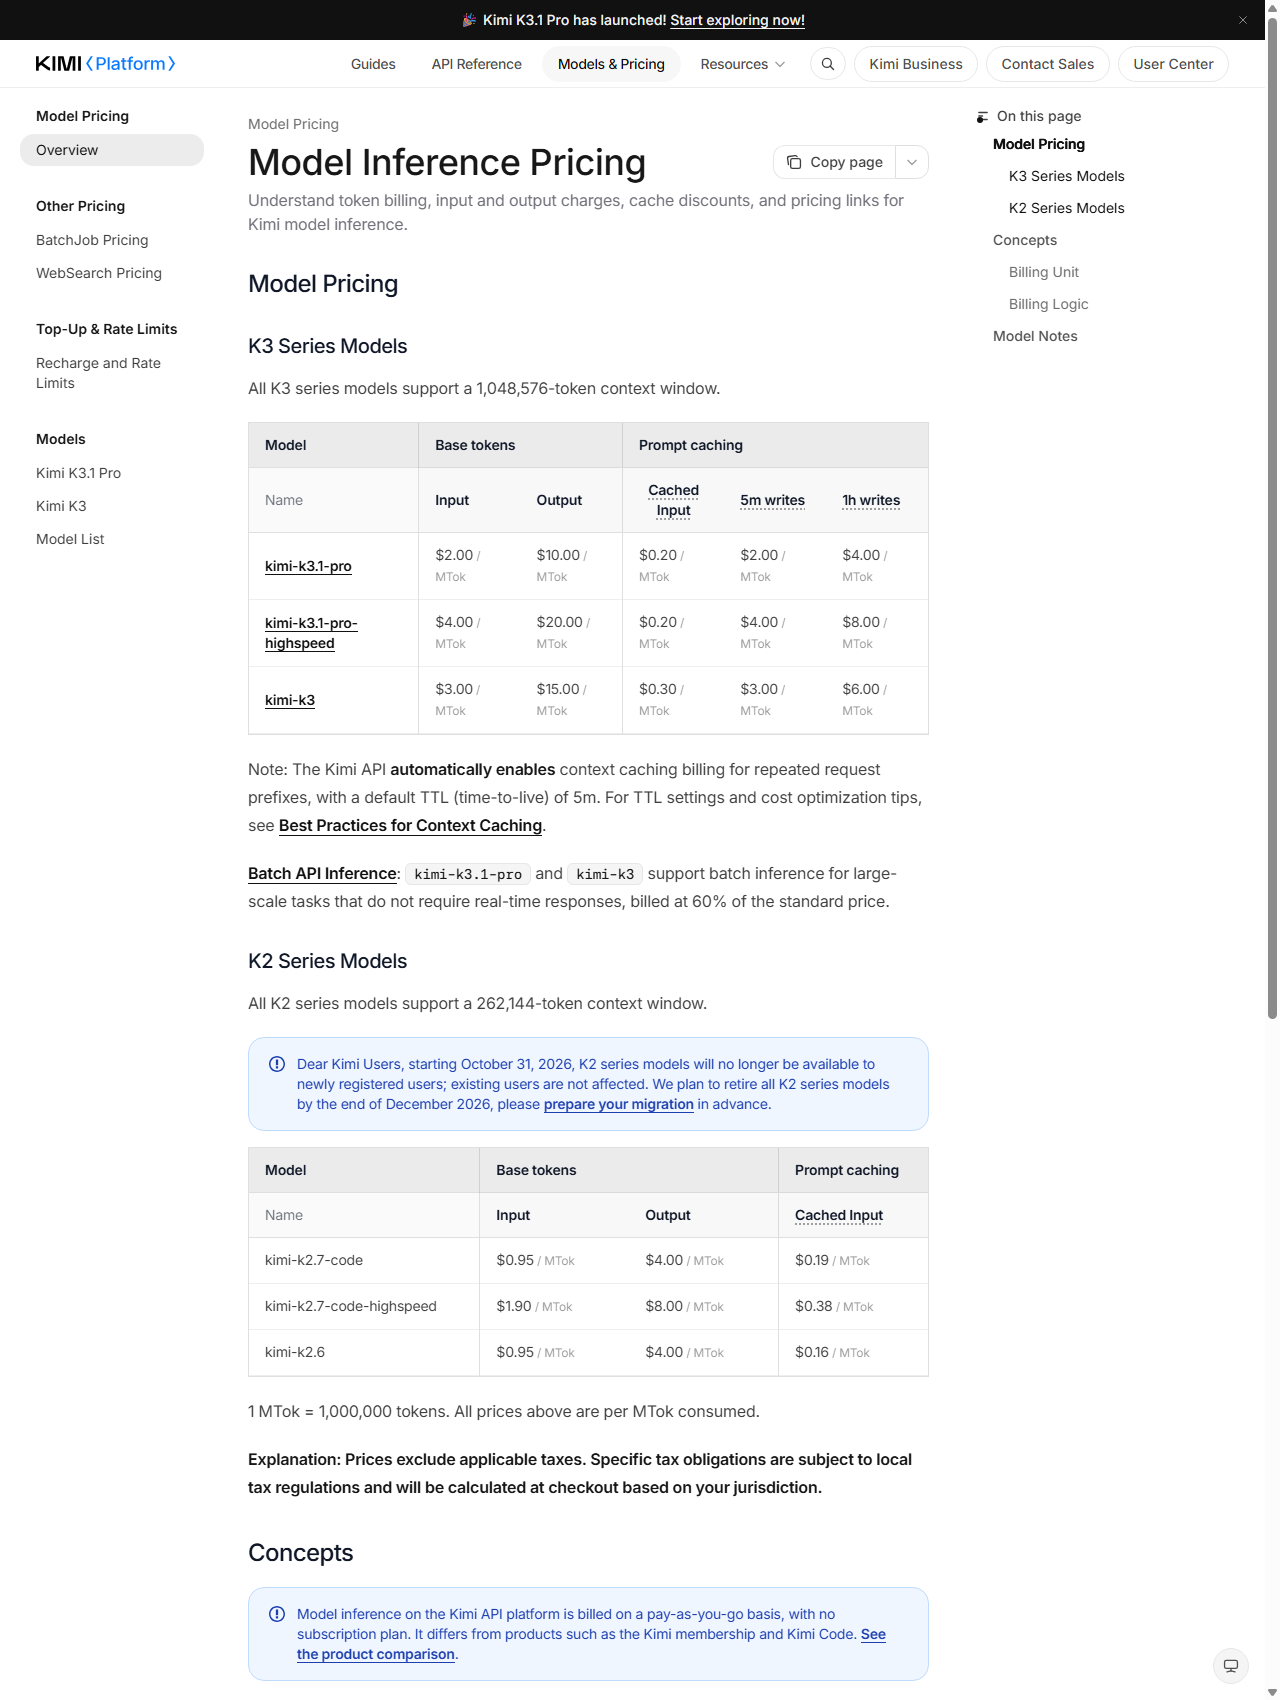 🎉 Kimi K3.1 Pro has launched! Start exploring now!
KIMI Platform
Guides
API Reference
Models & Pricing
Resources
Kimi Business
Contact Sales
User Center
Model Pricing
Overview
Other Pricing
BatchJob Pricing
WebSearch Pricing
Top-Up & Rate Limits
Recharge and Rate
Limits
Models
Kimi K3.1 Pro
Kimi K3
Model List
Model Pricing
Model Inference Pricing
Copy page
Understand token billing, input and output charges, cache discounts, and pricing links for
Kimi model inference.
Model Pricing
K3 Series Models
All K3 series models support a 1,048,576-token context window.
Model Base tokens Prompt caching
Name Input Output Cached Input 5m writes 1h writes
kimi-k3.1-pro $2.00 / MTok $10.00 / MTok $0.20 / MTok $2.00 / MTok $4.00 / MTok
kimi-k3.1-pro-highspeed $4.00 / MTok $20.00 / MTok $0.20 / MTok $4.00 / MTok $8.00 / MTok
kimi-k3 $3.00 / MTok $15.00 / MTok $0.30 / MTok $3.00 / MTok $6.00 / MTok
Note: The Kimi API automatically enables context caching billing for repeated request
prefixes, with a default TTL (time-to-live) of 5m. For TTL settings and cost optimization tips,
see Best Practices for Context Caching.
Batch API Inference: kimi-k3.1-pro and kimi-k3 support batch inference for large-
scale tasks that do not require real-time responses, billed at 60% of the standard price.
K2 Series Models
All K2 series models support a 262,144-token context window.
Dear Kimi Users, starting October 31, 2026, K2 series models will no longer be available to
newly registered users; existing users are not affected. We plan to retire all K2 series models
by the end of December 2026, please prepare your migration in advance.
Model Base tokens Prompt caching
Name Input Output Cached Input
kimi-k2.7-code $0.95 / MTok $4.00 / MTok $0.19 / MTok
kimi-k2.7-code-highspeed $1.90 / MTok $8.00 / MTok $0.38 / MTok
kimi-k2.6 $0.95 / MTok $4.00 / MTok $0.16 / MTok
1 MTok = 1,000,000 tokens. All prices above are per MTok consumed.
Explanation: Prices exclude applicable taxes. Specific tax obligations are subject to local
tax regulations and will be calculated at checkout based on your jurisdiction.
Concepts
Model inference on the Kimi API platform is billed on a pay-as-you-go basis, with no
subscription plan. It differs from products such as the Kimi membership and Kimi Code. See
the product comparison.
On this page
Model Pricing
K3 Series Models
K2 Series Models
Concepts
Billing Unit
Billing Logic
Model Notes